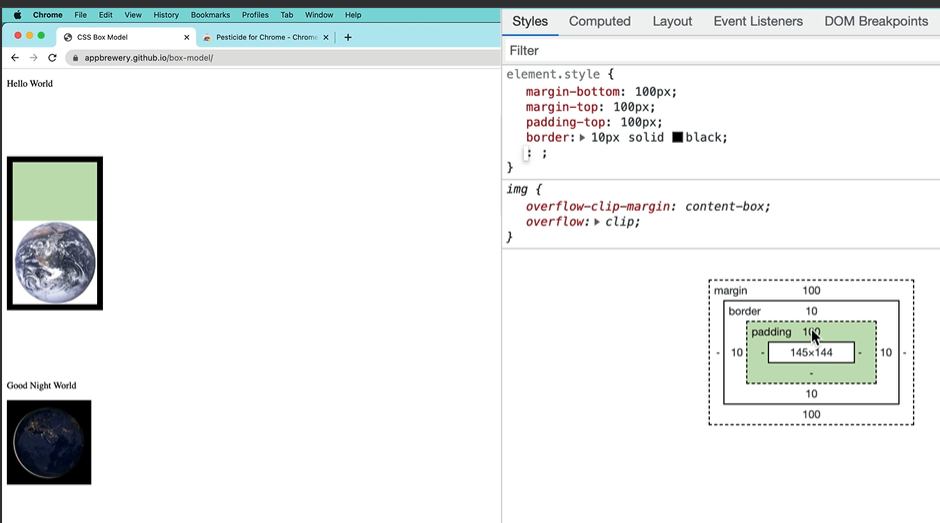 Chrome File Edit View History Bookmarks Profiles Tab Window Help
CSS Box Model × Pesticide for Chrome - Chrome × +
appbrewery.github.io/box-model/
Hello World
Good Night World
Styles Computed Layout Event Listeners DOM Breakpoints
Filter
element.style {
margin-bottom: 100px;
margin-top: 100px;
padding-top: 100px;
border: 10px solid black;
: ;
}
img {
overflow-clip-margin: content-box;
overflow: clip;
}
margin 100
border 10
padding 100
- 10 - 145×144 - 10 -
-
10
100